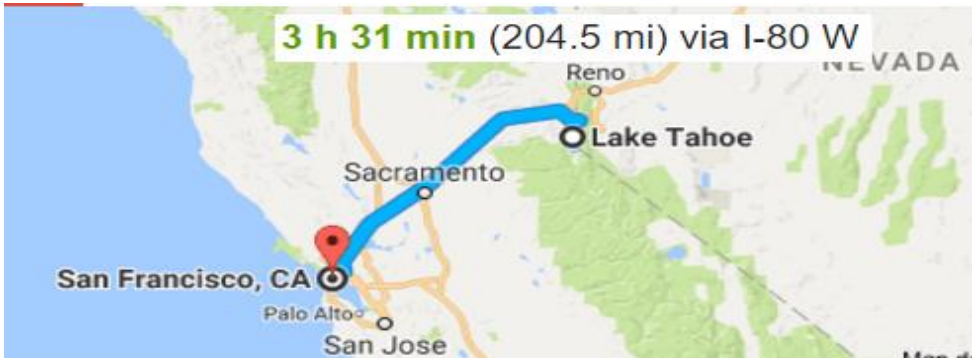 3 h 31 min (204.5 mi) via I-80 W
NEVADA
Reno
Lake Tahoe
Sacramento
San Francisco, CA
Palo Alto
San Jose